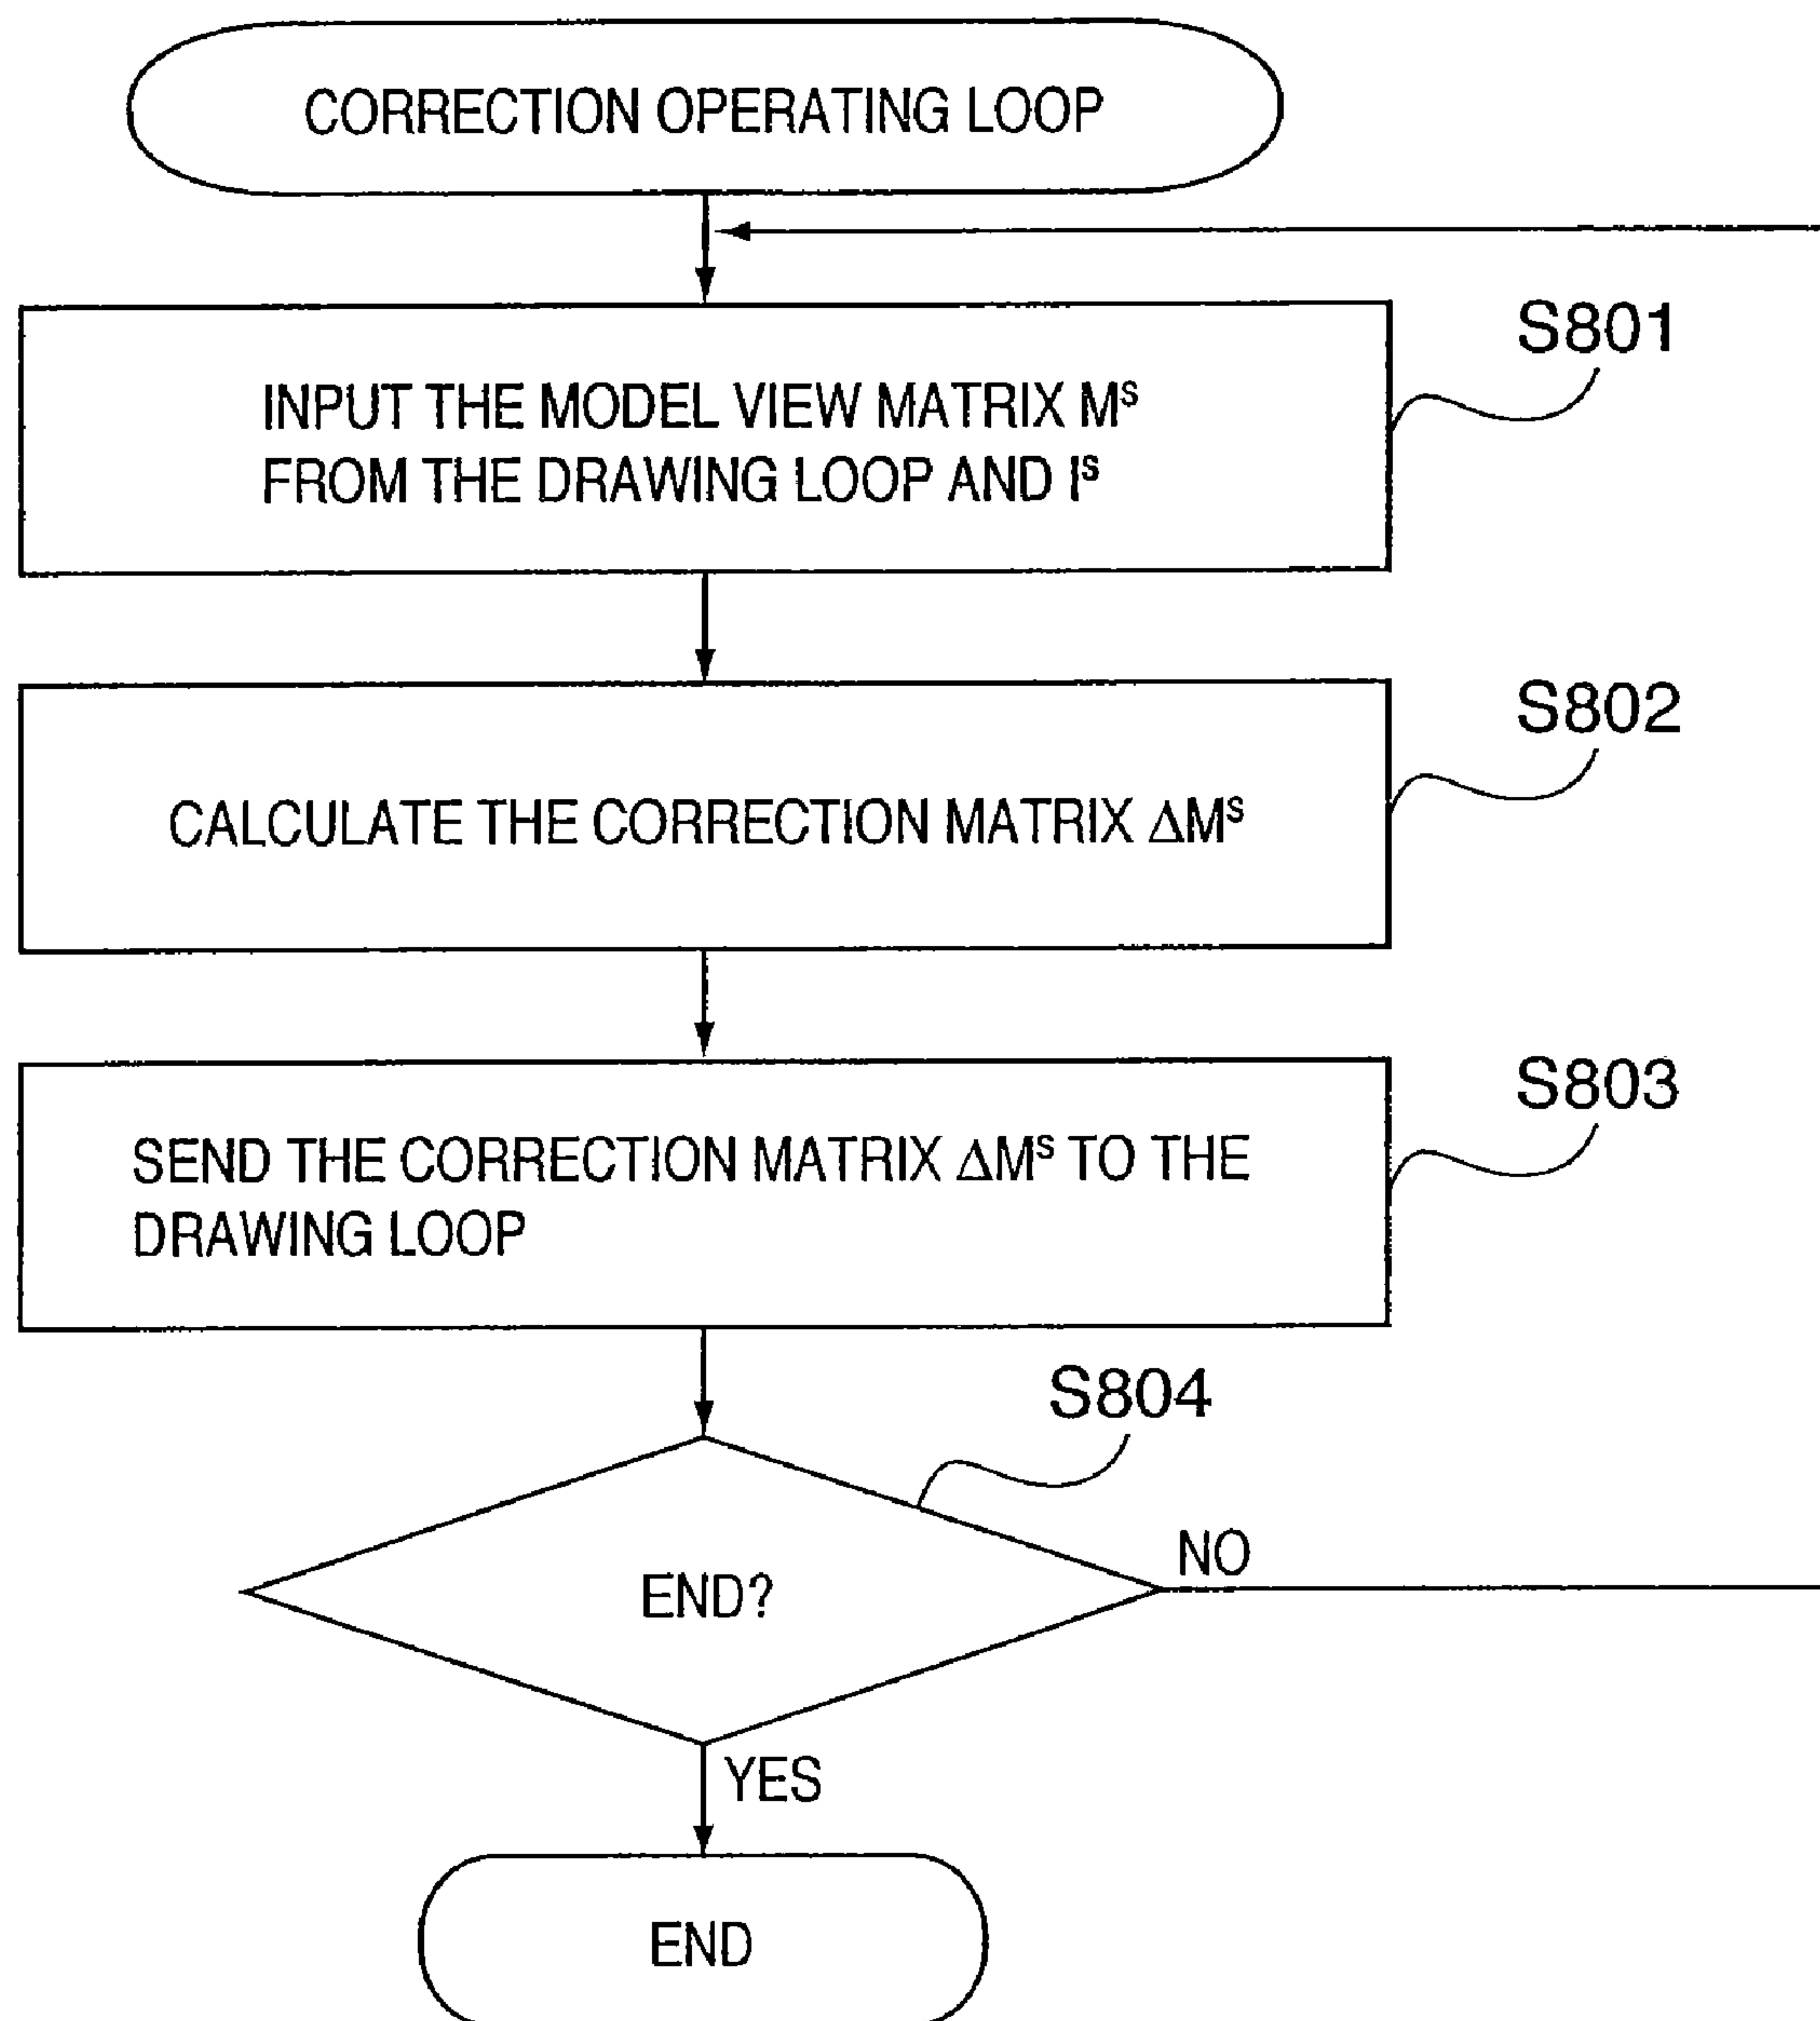 CORRECTION OPERATING LOOP
S801
INPUT THE MODEL VIEW MATRIX Mˢ
FROM THE DRAWING LOOP AND Iˢ
S802
CALCULATE THE CORRECTION MATRIX ΔMˢ
S803
SEND THE CORRECTION MATRIX ΔMˢ TO THE
DRAWING LOOP
S804
END?
NO
YES
END